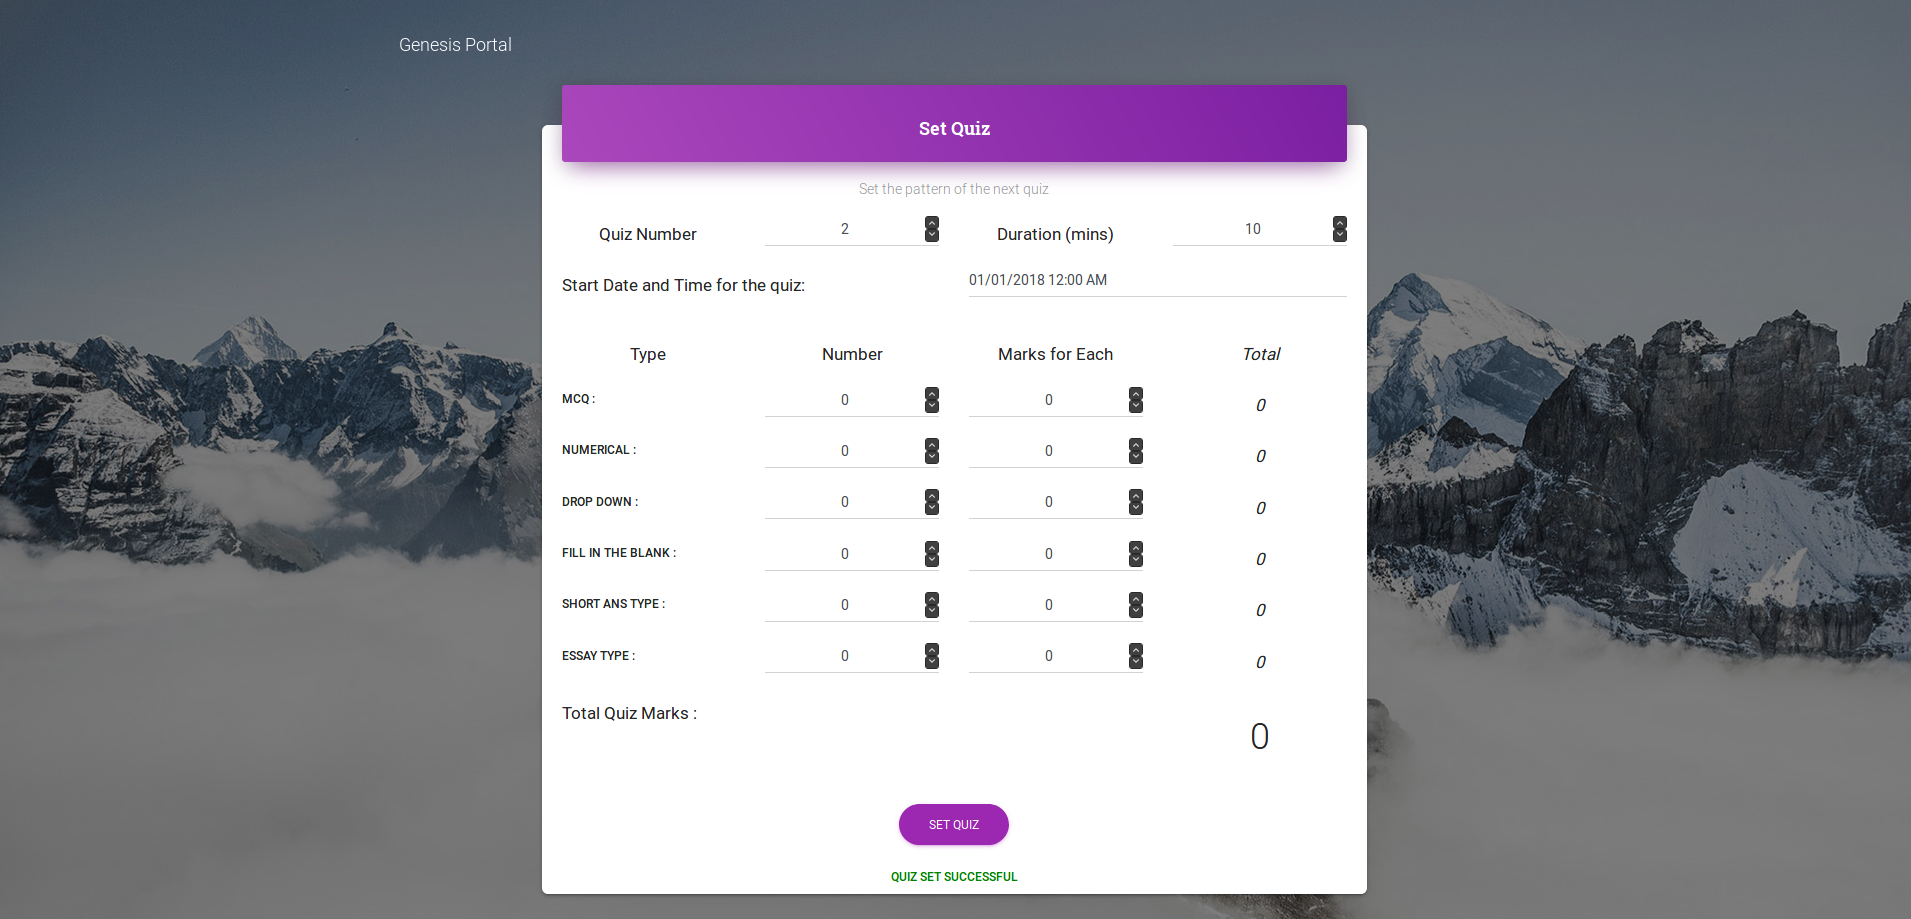 Genesis Portal
Set Quiz
Set the pattern of the next quiz
Quiz Number 2 Duration (mins) 10
Start Date and Time for the quiz: 01/01/2018 12:00 AM
Type Number Marks for Each Total
MCQ : 0 0 0
NUMERICAL : 0 0 0
DROP DOWN : 0 0 0
FILL IN THE BLANK : 0 0 0
SHORT ANS TYPE : 0 0 0
ESSAY TYPE : 0 0 0
Total Quiz Marks : 0
SET QUIZ
QUIZ SET SUCCESSFUL